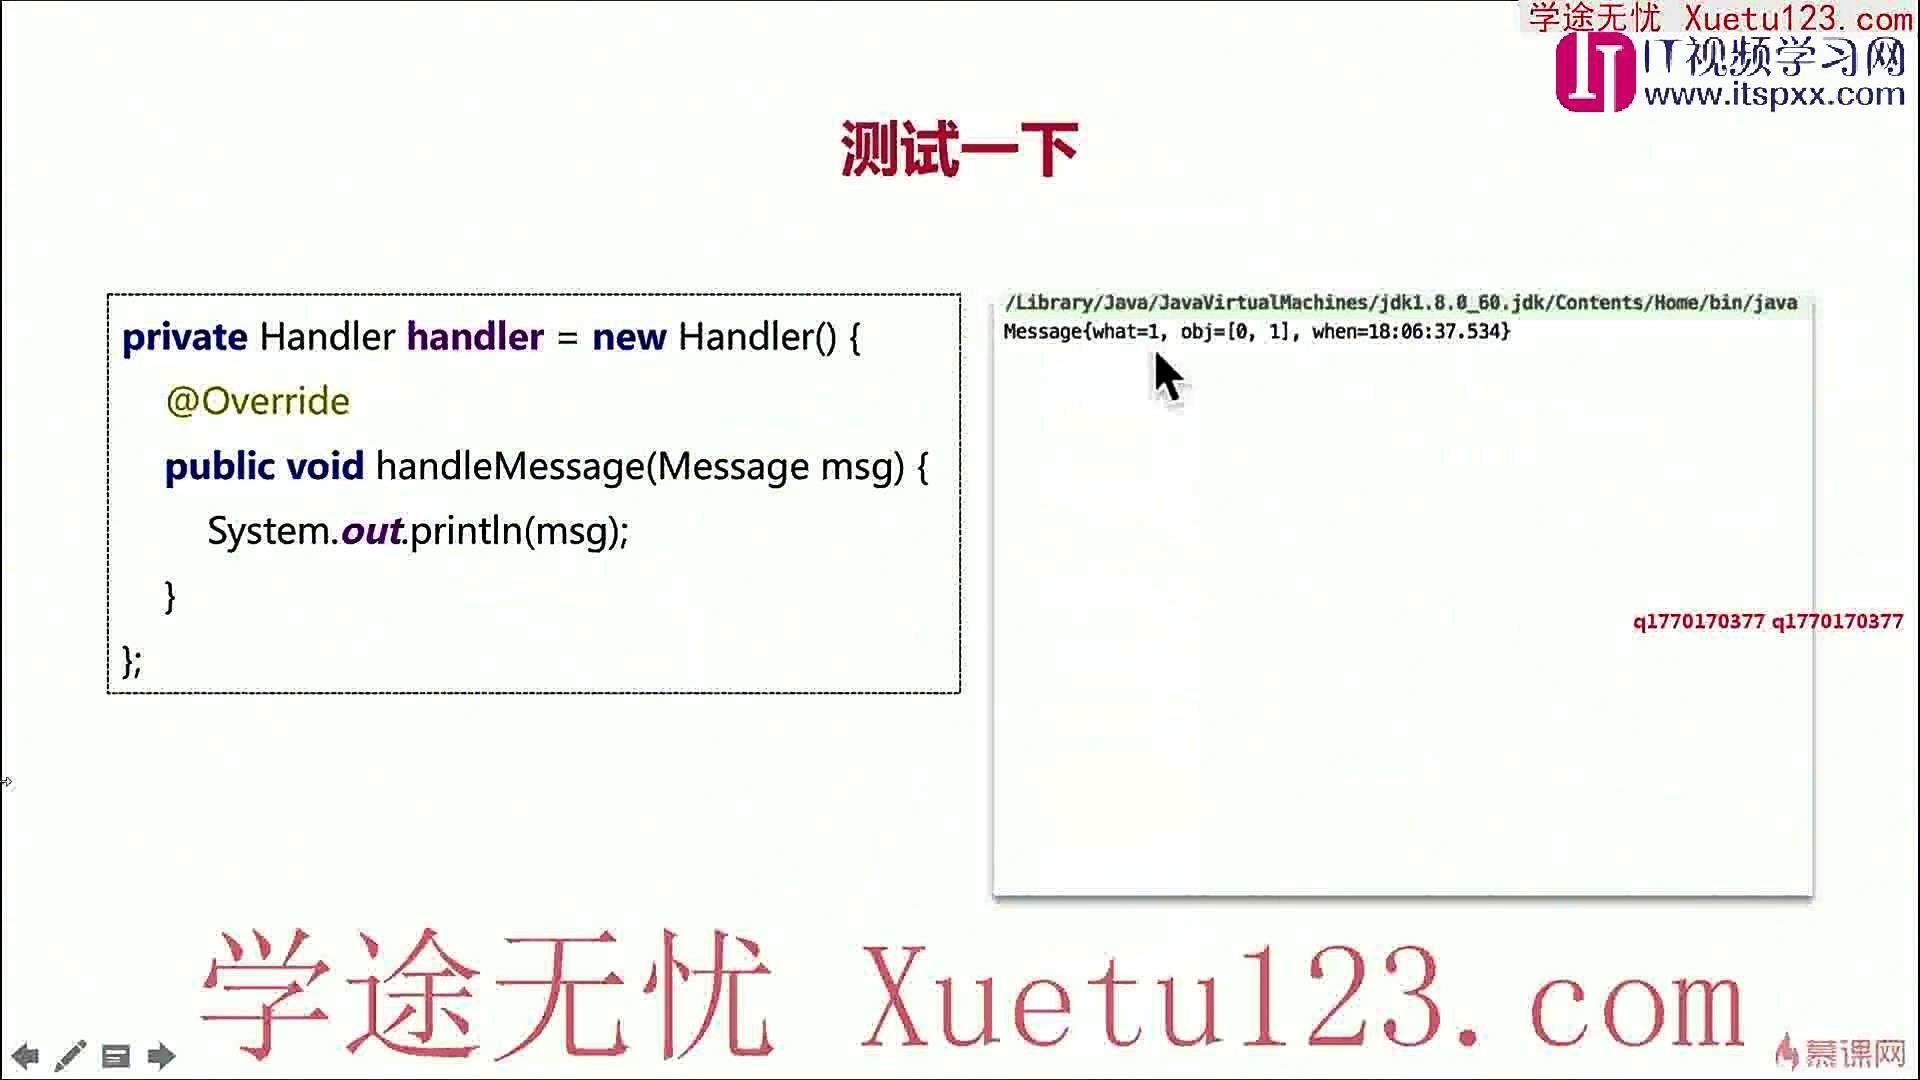 学途无忧 Xuetu123.com
IT视频学习网
www.itspxx.com
测试一下
private Handler handler = new Handler() {
@Override
public void handleMessage(Message msg) {
System.out.println(msg);
}
};
/Library/Java/JavaVirtualMachines/jdk1.8.0_60.jdk/Contents/Home/bin/java
Message{what=1, obj=[0, 1], when=18:06:37.534}
q1770170377 q1770170377
学途无忧 Xuetu123.com
慕课网